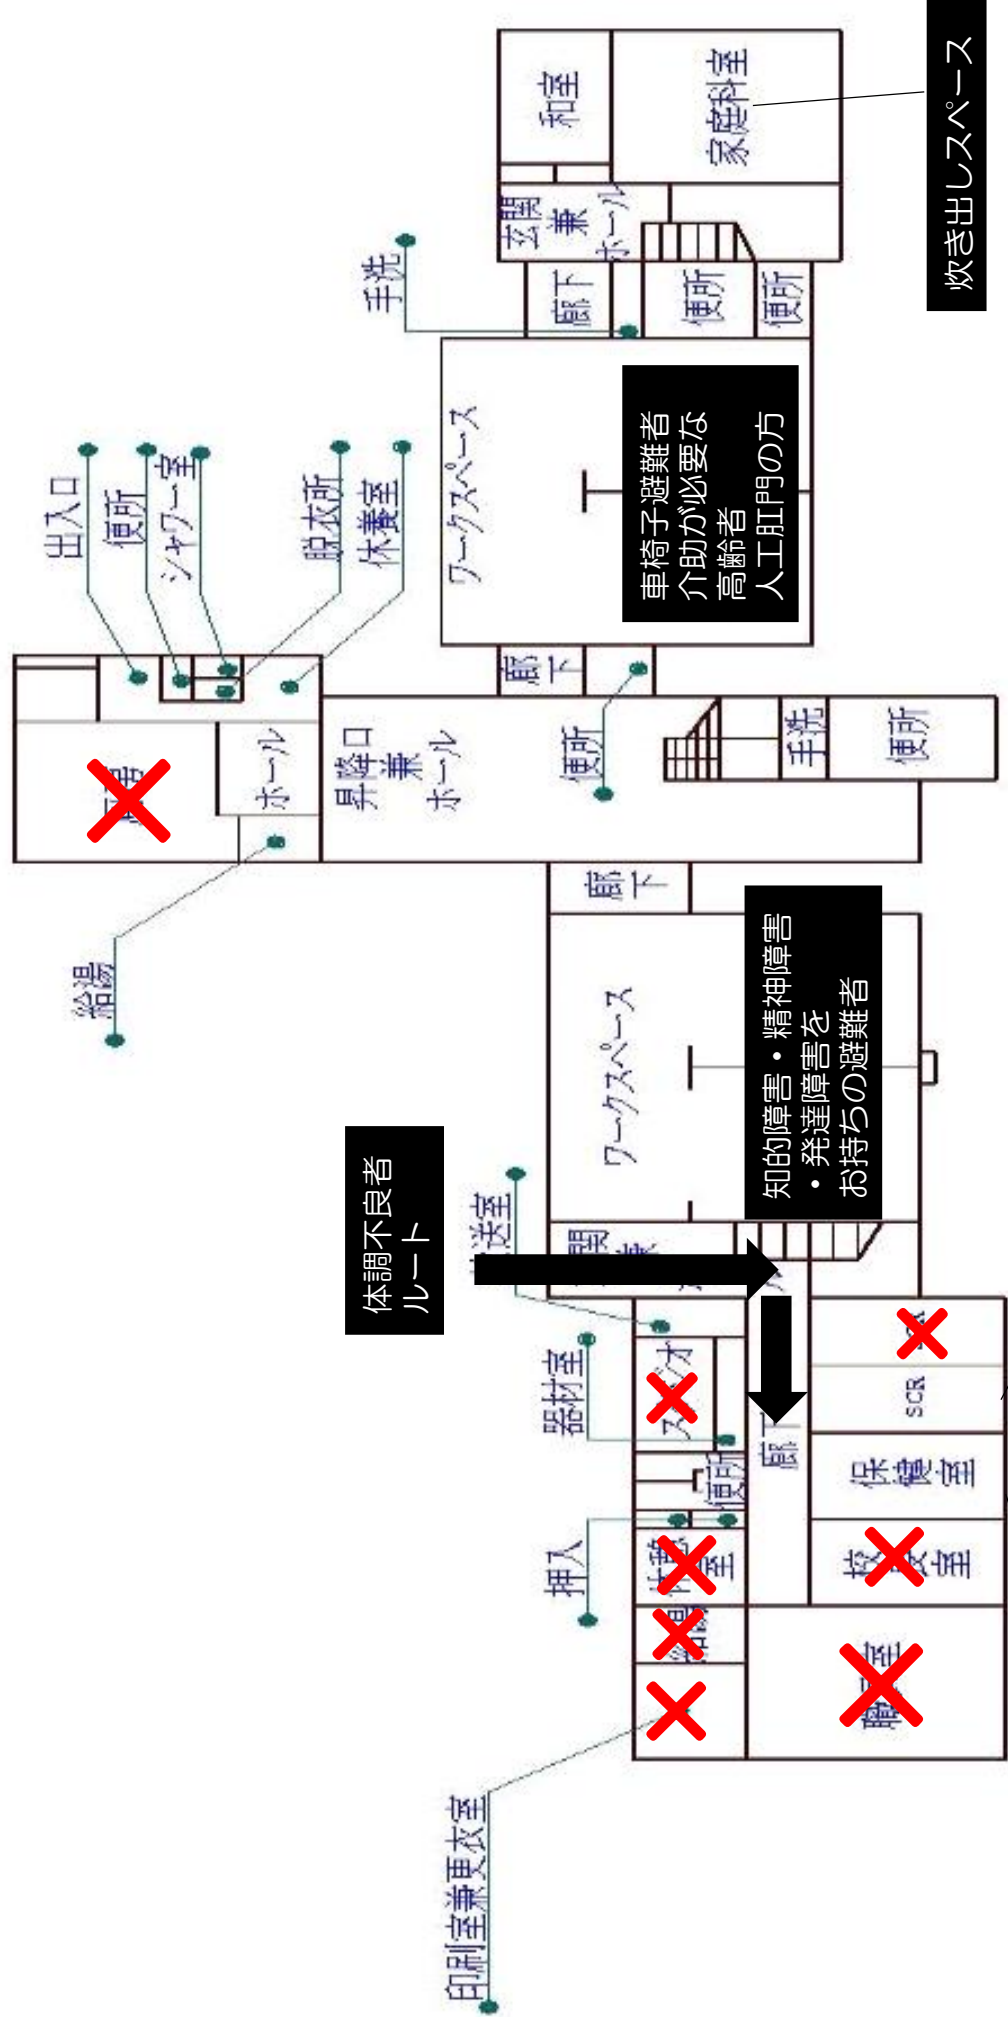 印刷室兼更衣室
給湯
押入
器材室
体調不良者
ルート
出入口
便所
シャワー室
脱衣所
休養室
手洗
ホール
昇降口
兼
ホール
便所
手洗
便所
廊下
廊下
ワークスペース
知的障害・精神障害
・発達障害を
お持ちの避難者
ワークスペース
車椅子避難者
介助が必要な
高齢者
人工肛門の方
廊下
便所
便所
玄関
兼
ホール
和室
家庭科室
炊き出しスペース
便所
廊下
SCR
保健室